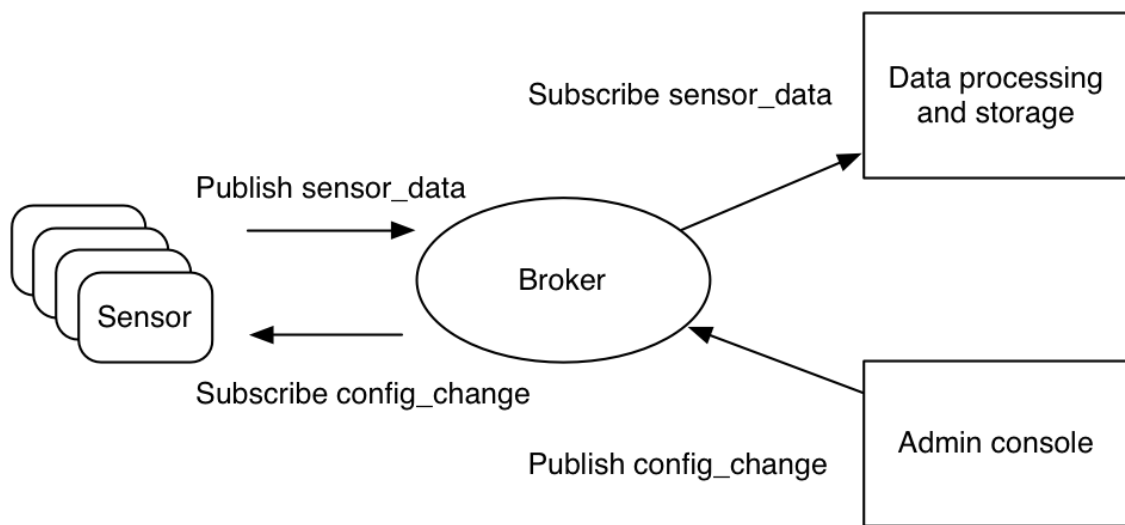 Subscribe sensor_data
Data processing
and storage
Publish sensor_data
Sensor
Broker
Subscribe config_change
Publish config_change
Admin console